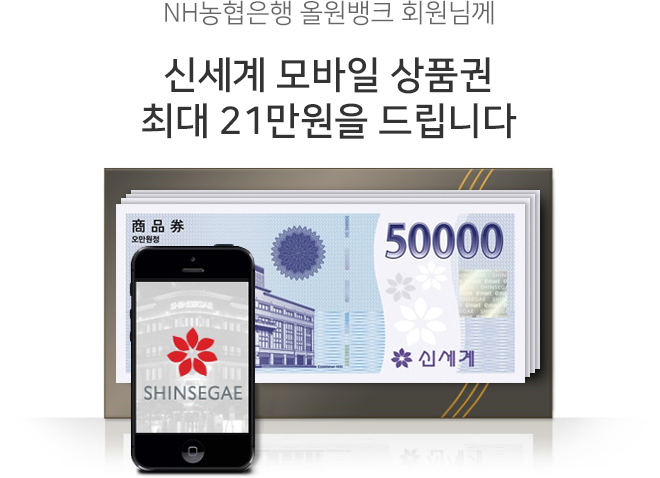 NH농협은행 올원뱅크 회원님께
신세계 모바일 상품권
최대 21만원을 드립니다
商品券
오만원정
50000
SHINSEGAE
신세계
SHINSEGAE